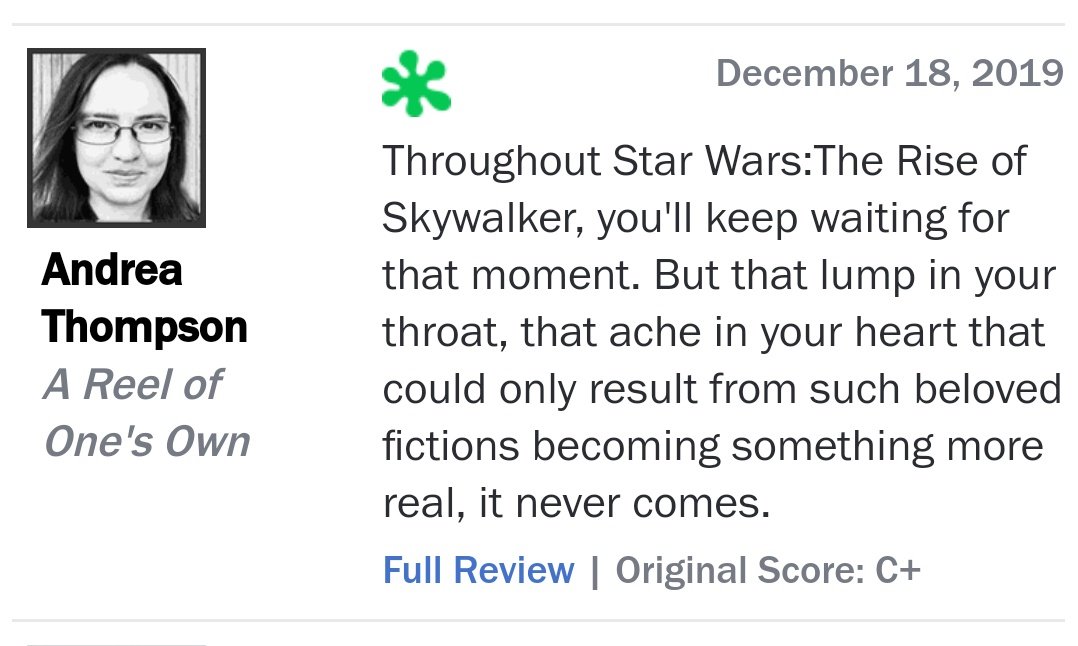 December 18, 2019
Throughout Star Wars:The Rise of
Skywalker, you'll keep waiting for
that moment. But that lump in your
throat, that ache in your heart that
could only result from such beloved
fictions becoming something more
real, it never comes.
Full Review | Original Score: C+
Andrea
Thompson
A Reel of
One's Own